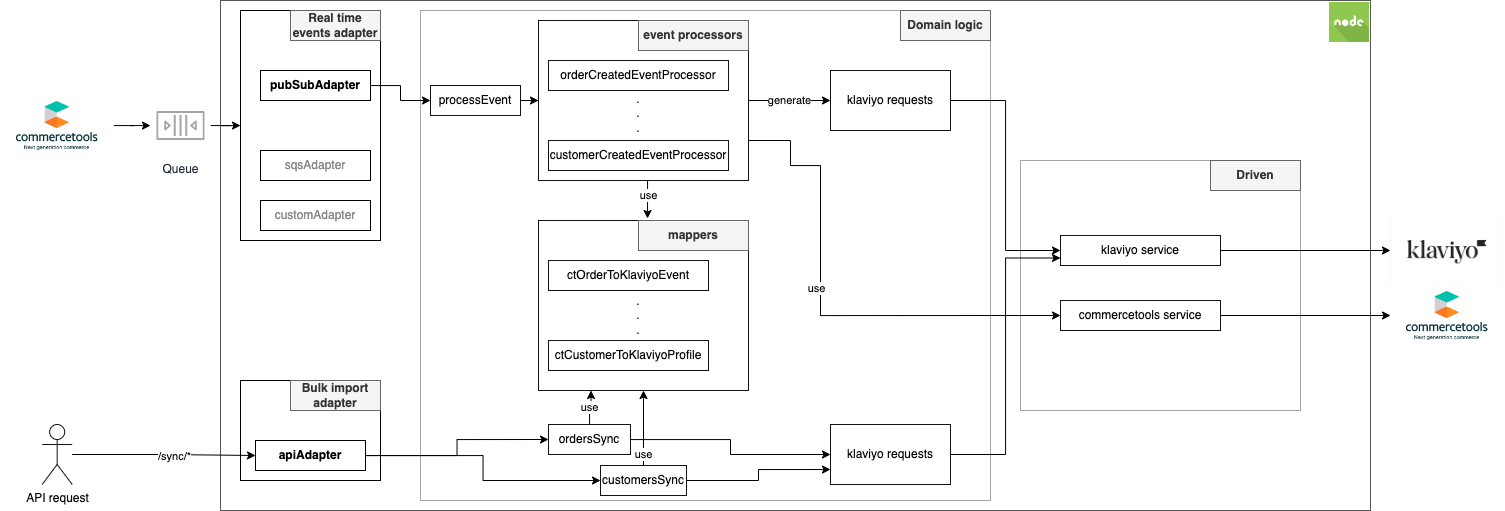 Real time
events adapter
Domain logic
node
event processors
pubSubAdapter
orderCreatedEventProcessor
processEvent
.
.
.
generate
klaviyo requests
commercetools
Next generation commerce
Queue
customerCreatedEventProcessor
sqsAdapter
customAdapter
use
Driven
mappers
klaviyo service
klaviyo
ctOrderToKlaviyoEvent
.
.
.
use
commercetools service
commercetools
Next generation commerce
ctCustomerToKlaviyoProfile
Bulk import
adapter
use
ordersSync
/sync/*
apiAdapter
use
klaviyo requests
customersSync
API request